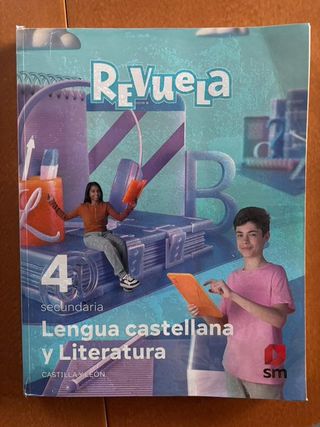 REVUELA
B
4
secundaria
Lengua castellana
y Literatura
CASTILLA Y LEÓN
sm